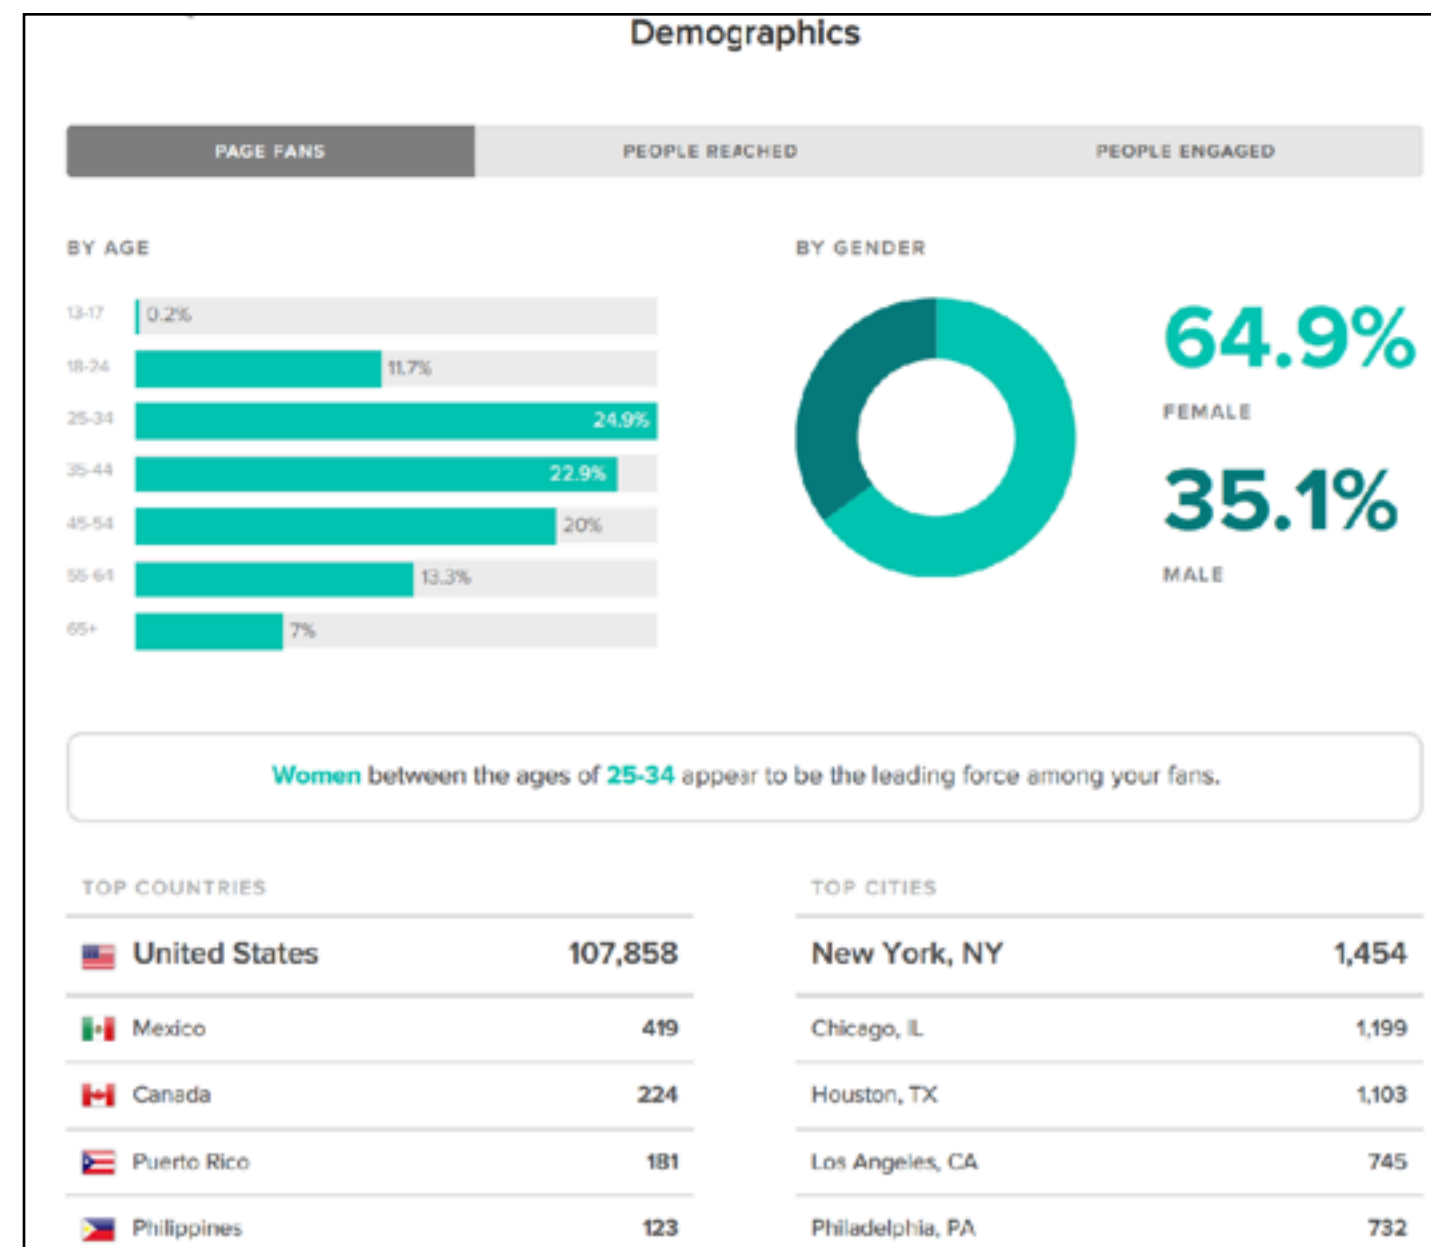 Demographics
PAGE FANS PEOPLE REACHED PEOPLE ENGAGED
BY AGE
13-17 0.2%
18-24 11.7%
25-34 24.9%
35-44 22.9%
45-54 20%
55-64 13.3%
65+ 7%
BY GENDER
64.9%
FEMALE
35.1%
MALE
Women between the ages of 25-34 appear to be the leading force among your fans.
TOP COUNTRIES
United States 107,858
Mexico 419
Canada 224
Puerto Rico 181
Philippines 123
TOP CITIES
New York, NY 1,454
Chicago, IL 1,199
Houston, TX 1,103
Los Angeles, CA 745
Philadelphia, PA 732